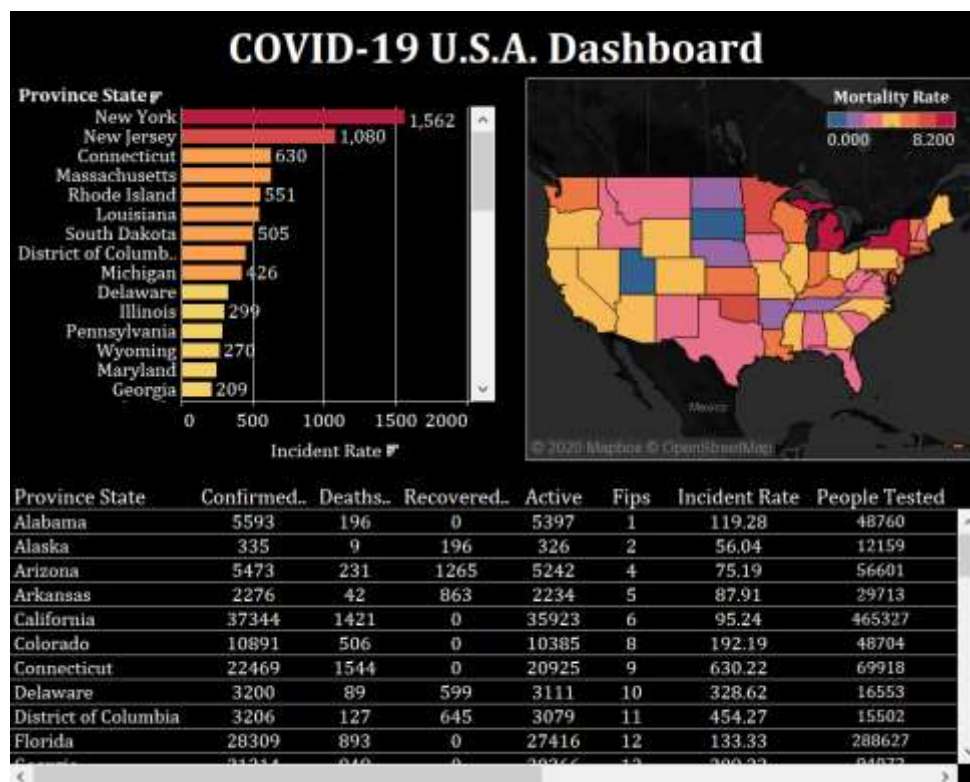 COVID-19 U.S.A. Dashboard
Province State
New York 1,562
New Jersey 1,080
Connecticut 630
Massachusetts
Rhode Island 551
Louisiana
South Dakota 505
District of Columb..
Michigan 426
Delaware
Illinois 299
Pennsylvania
Wyoming 270
Maryland
Georgia 209
0 500 1000 1500 2000
Incident Rate
Mortality Rate
0.000 8.200
Mexico
© 2020 Mapbox © OpenStreetMap
Province State Confirmed.. Deaths.. Recovered.. Active Fips Incident Rate People Tested
Alabama 5593 196 0 5397 1 119.28 48760
Alaska 335 9 196 326 2 56.04 12159
Arizona 5473 231 1265 5242 4 75.19 56601
Arkansas 2276 42 863 2234 5 87.91 29713
California 37344 1421 0 35923 6 95.24 465327
Colorado 10891 506 0 10385 8 192.19 48704
Connecticut 22469 1544 0 20925 9 630.22 69918
Delaware 3200 89 599 3111 10 328.62 16553
District of Columbia 3206 127 645 3079 11 454.27 15502
Florida 28309 893 0 27416 12 133.33 288627